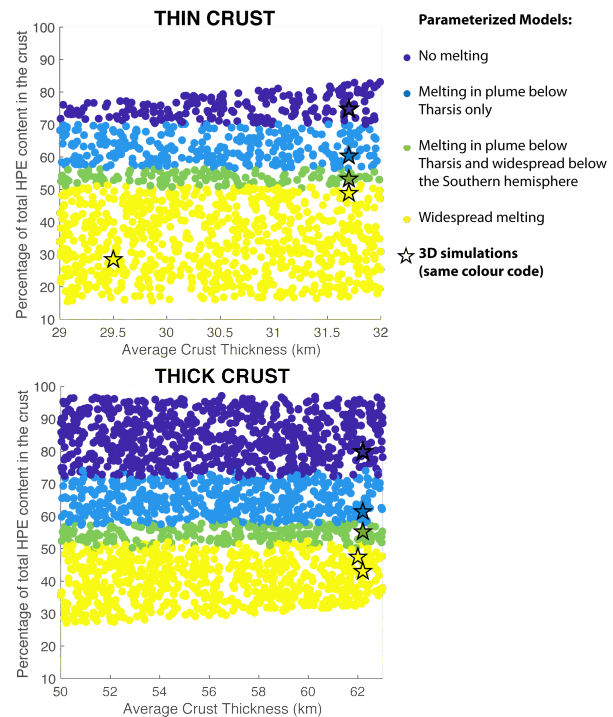 THIN CRUST
Percentage of total HPE content in the crust
100
90
80
70
60
50
40
30
20
10
29
29.5
30
30.5
31
31.5
32
Average Crust Thickness (km)
Parameterized Models:
No melting
Melting in plume below
Tharsis only
Melting in plume below
Tharsis and widespread below
the Southern hemisphere
Widespread melting
3D simulations
(same colour code)
THICK CRUST
Percentage of total HPE content in the crust
100
90
80
70
60
50
40
30
20
10
50
52
54
56
58
60
62
Average Crust Thickness (km)